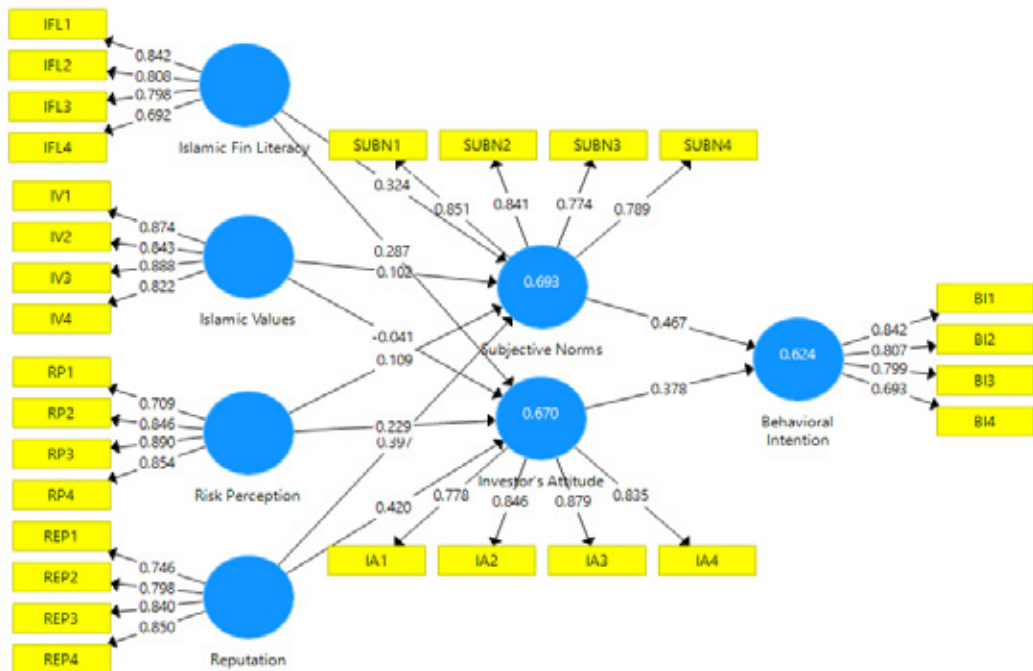 IFL1
IFL2
IFL3
IFL4
0.842
0.808
0.798
0.692
Islamic Fin Literacy
IV1
IV2
IV3
IV4
0.874
0.843
0.888
0.822
Islamic Values
RP1
RP2
RP3
RP4
0.709
0.846
0.890
0.854
Risk Perception
REP1
REP2
REP3
REP4
0.746
0.798
0.840
0.850
Reputation
0.324
0.287
0.102
-0.041
0.109
0.229
0.397
0.420
SUBN1
SUBN2
SUBN3
SUBN4
0.851
0.841
0.774
0.789
0.693
Subjective Norms
0.670
Investor's Attitude
0.778
0.846
0.879
0.835
IA1
IA2
IA3
IA4
0.467
0.378
0.624
Behavioral
Intention
0.842
0.807
0.799
0.693
BI1
BI2
BI3
BI4